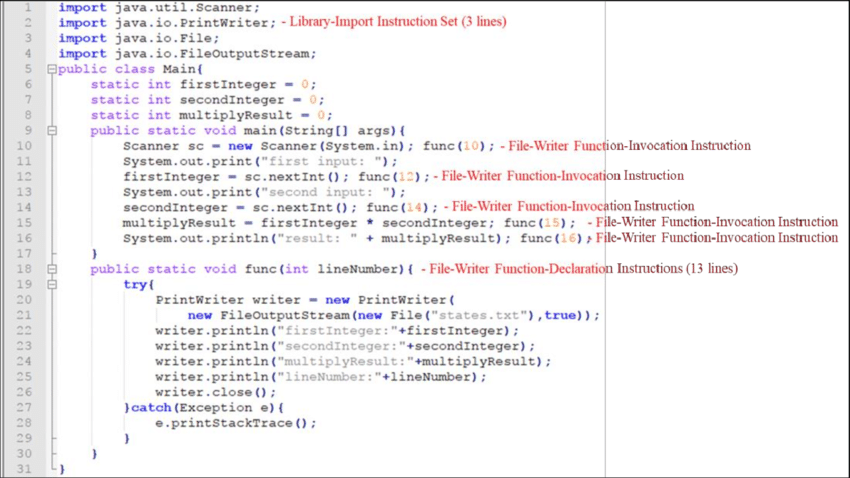 1 import java.util.Scanner;
2 import java.io.PrintWriter; - Library-Import Instruction Set (3 lines)
3 import java.io.File;
4 import java.io.FileOutputStream;
5 public class Main{
6 static int firstInteger = 0;
7 static int secondInteger = 0;
8 static int multiplyResult = 0;
9 public static void main(String[] args){
10 Scanner sc = new Scanner(System.in); func(10); - File-Writer Function-Invocation Instruction
11 System.out.print("first input: ");
12 firstInteger = sc.nextInt(); func(12); - File-Writer Function-Invocation Instruction
13 System.out.print("second input: ");
14 secondInteger = sc.nextInt(); func(14); - File-Writer Function-Invocation Instruction
15 multiplyResult = firstInteger * secondInteger; func(15); - File-Writer Function-Invocation Instruction
16 System.out.println("result: " + multiplyResult); func(16); File-Writer Function-Invocation Instruction
17 }
18 public static void func(int lineNumber){ - File-Writer Function-Declaration Instructions (13 lines)
19 try{
20 PrintWriter writer = new PrintWriter(
21 new FileOutputStream(new File("states.txt"),true));
22 writer.println("firstInteger:"+firstInteger);
23 writer.println("secondInteger:"+secondInteger);
24 writer.println("multiplyResult:"+multiplyResult);
25 writer.println("lineNumber:"+lineNumber);
26 writer.close();
27 }catch(Exception e){
28 e.printStackTrace();
29 }
30 }
31 }